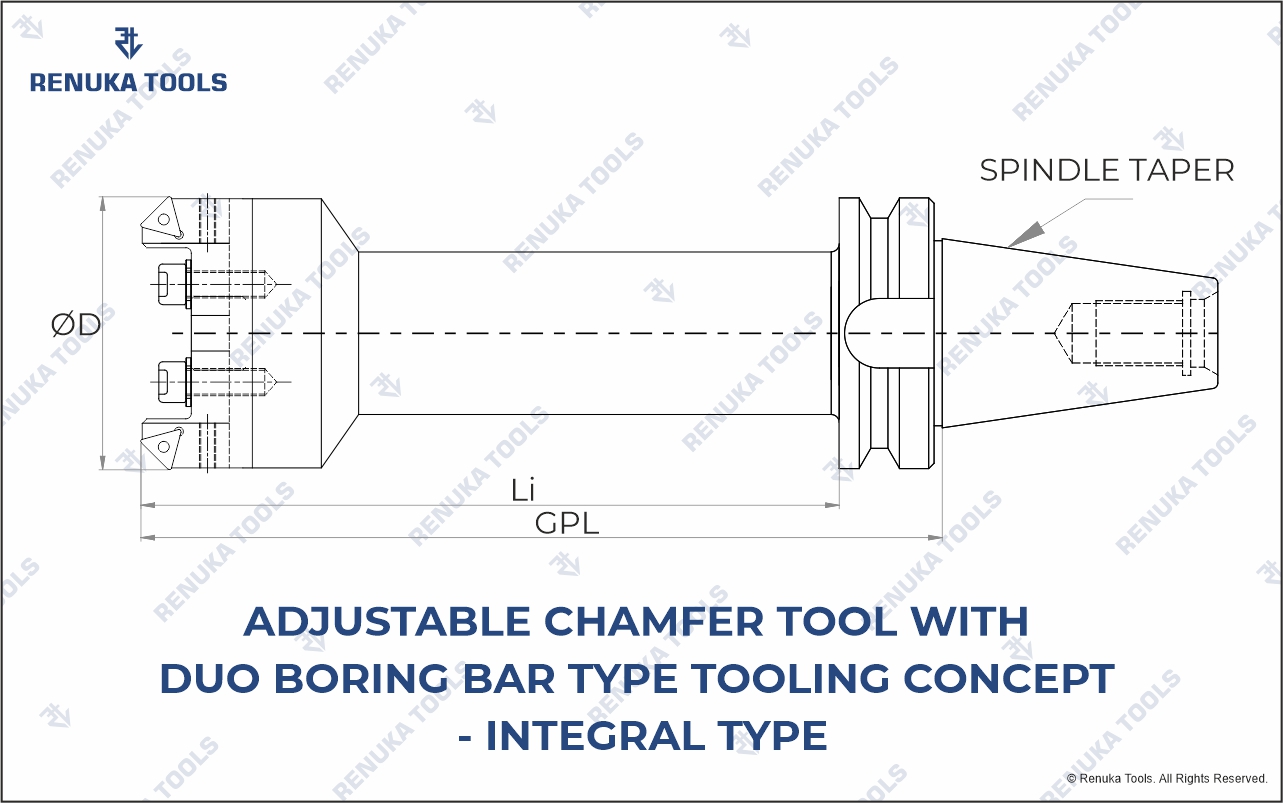 RENUKA TOOLS
SPINDLE TAPER
ØD
Li
GPL
ADJUSTABLE CHAMFER TOOL WITH
DUO BORING BAR TYPE TOOLING CONCEPT
- INTEGRAL TYPE
© Renuka Tools. All Rights Reserved.